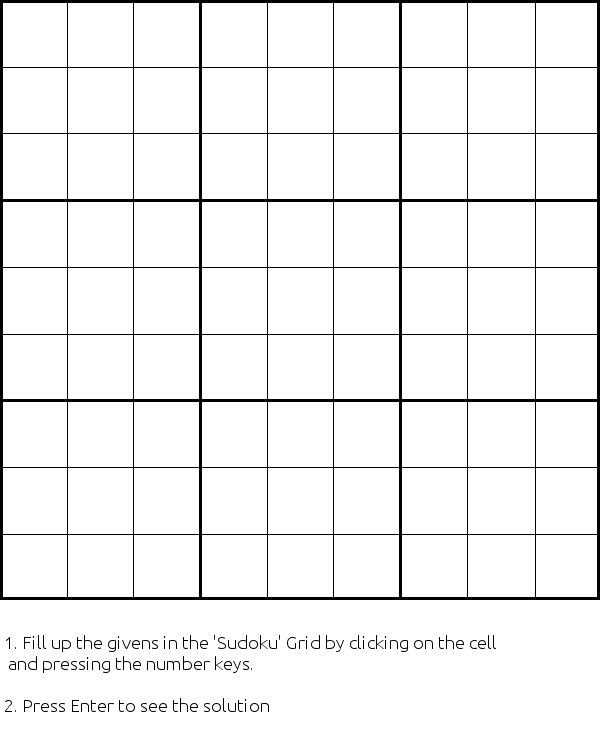 1. Fill up the givens in the 'Sudoku' Grid by clicking on the cell
and pressing the number keys.
2. Press Enter to see the solution